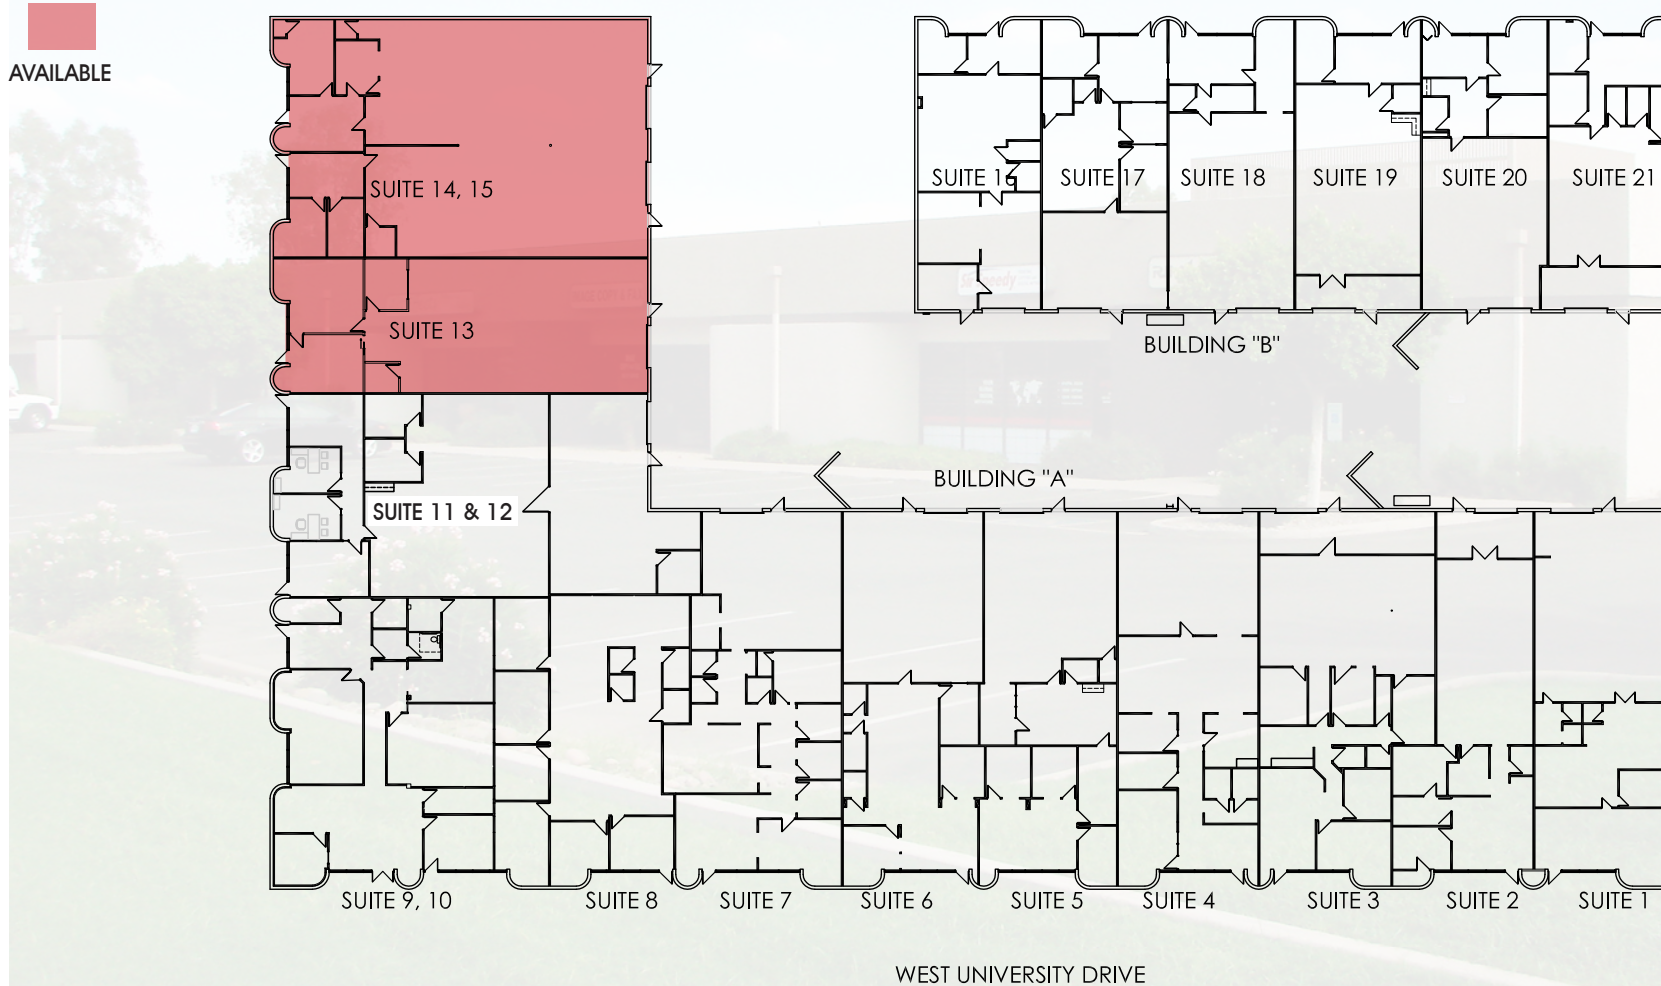 AVAILABLE
SUITE 14, 15
SUITE 16
SUITE 17
SUITE 18
SUITE 19
SUITE 20
SUITE 21
SUITE 13
BUILDING "B"
BUILDING "A"
SUITE 11 & 12
SUITE 9, 10
SUITE 8
SUITE 7
SUITE 6
SUITE 5
SUITE 4
SUITE 3
SUITE 2
SUITE 1
WEST UNIVERSITY DRIVE